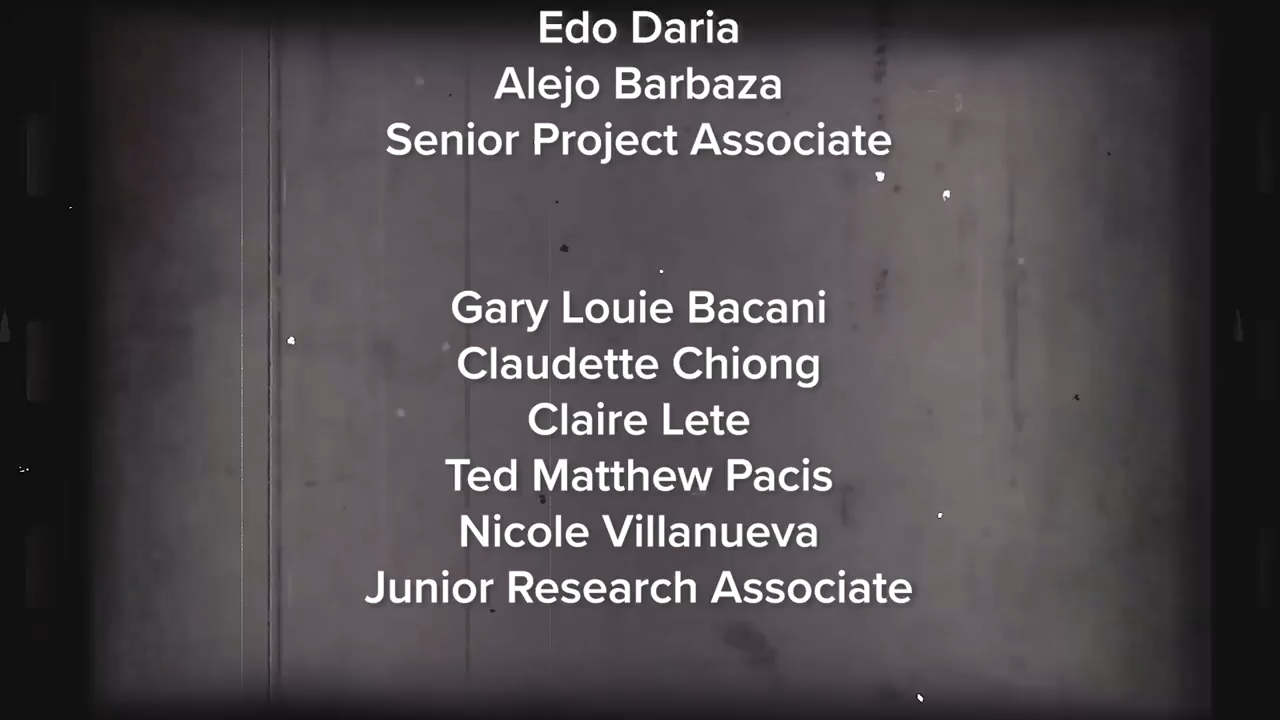 Edo Daria
Alejo Barbaza
Senior Project Associate
Gary Louie Bacani
Claudette Chiong
Claire Lete
Ted Matthew Pacis
Nicole Villanueva
Junior Research Associate